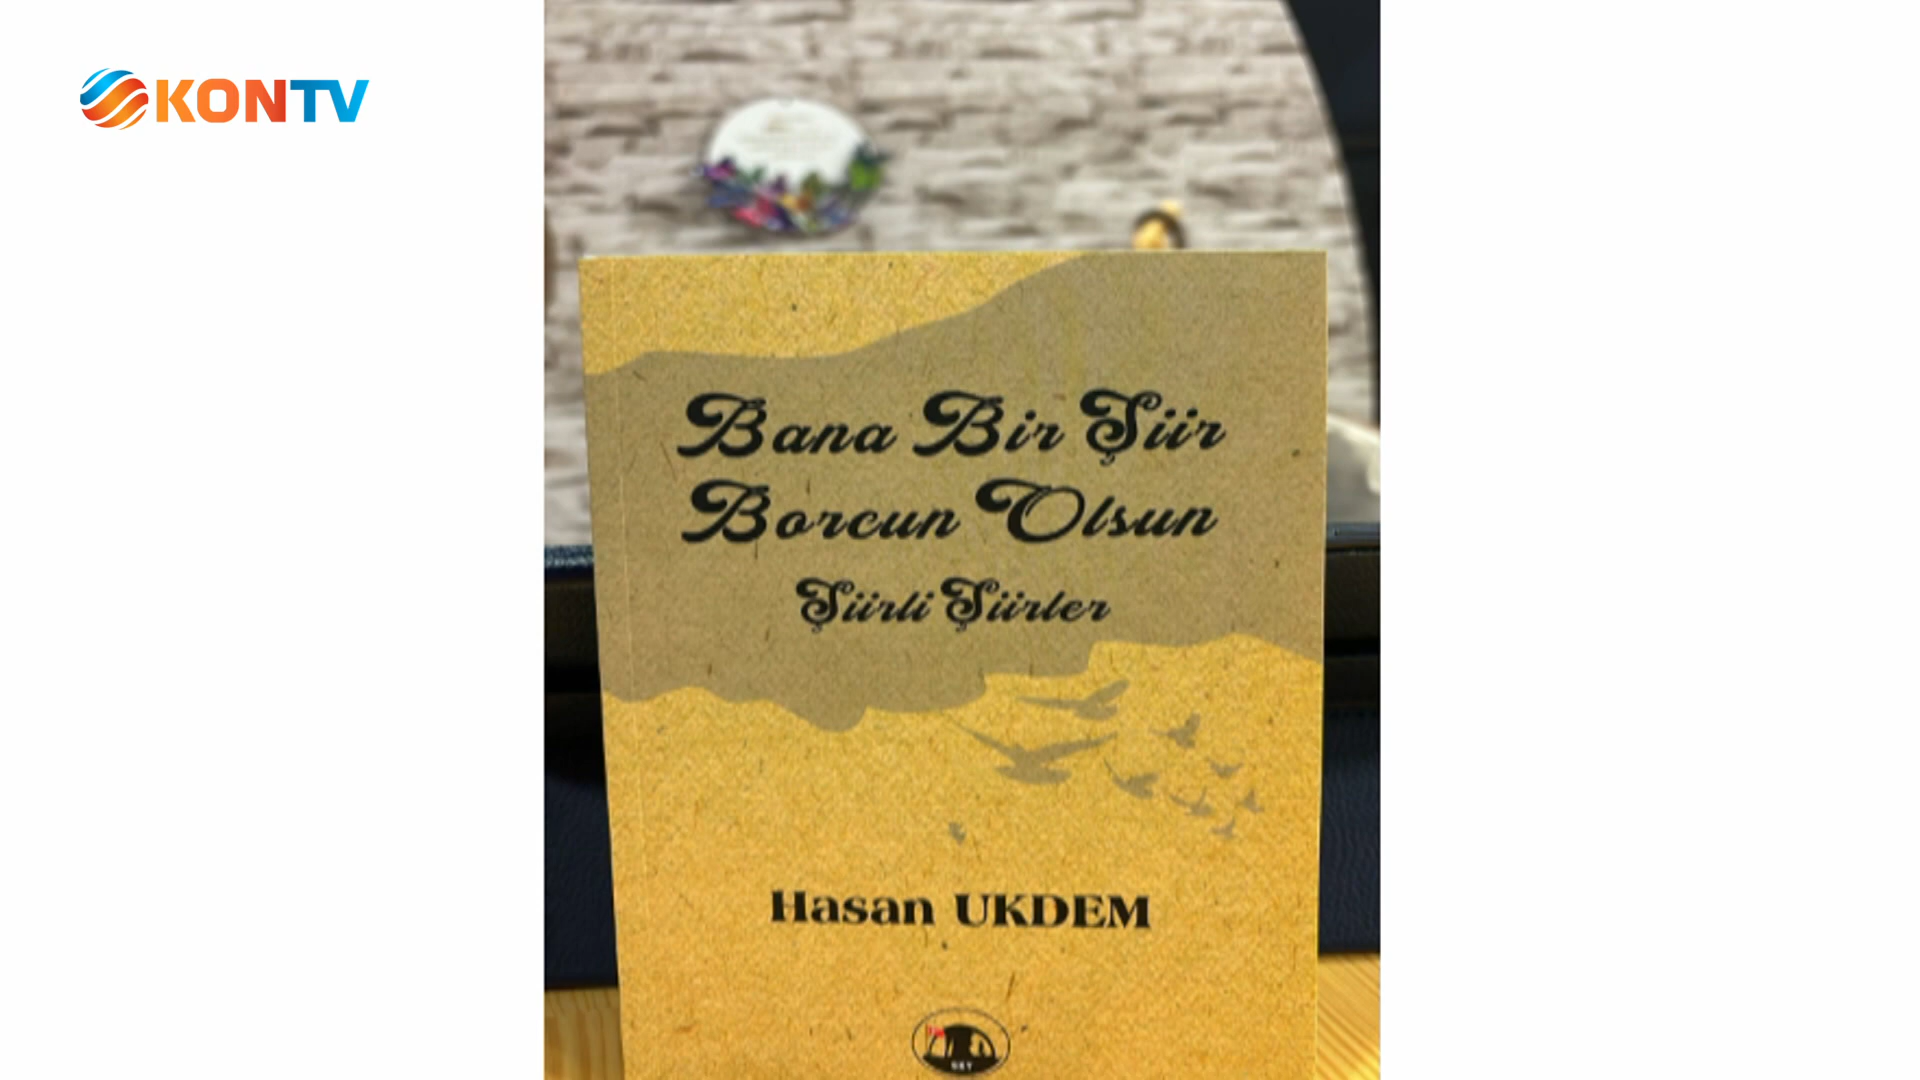 KONTV
Bana Bir Şiir
Borcun Olsun
Şiirli Şiirler
Hasan UKDEM